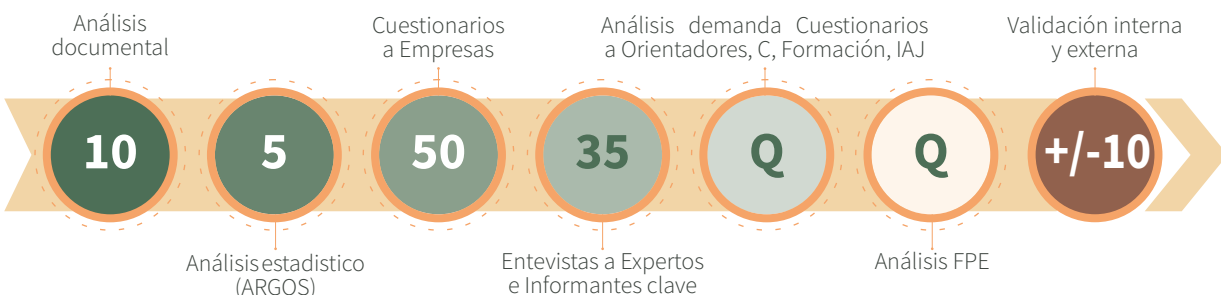 Análisis
documental
Cuestionarios
a Empresas
Análisis demanda Cuestionarios
a Orientadores, C, Formación, IAJ
Validación interna
y externa
10
5
50
35
Q
Q
+/-10
Análisis estadistico
(ARGOS)
Entevistas a Expertos
e Informantes clave
Análisis FPE